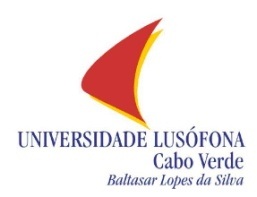 UNIVERSIDADE LUSÓFONA
Cabo Verde
Baltasar Lopes da Silva